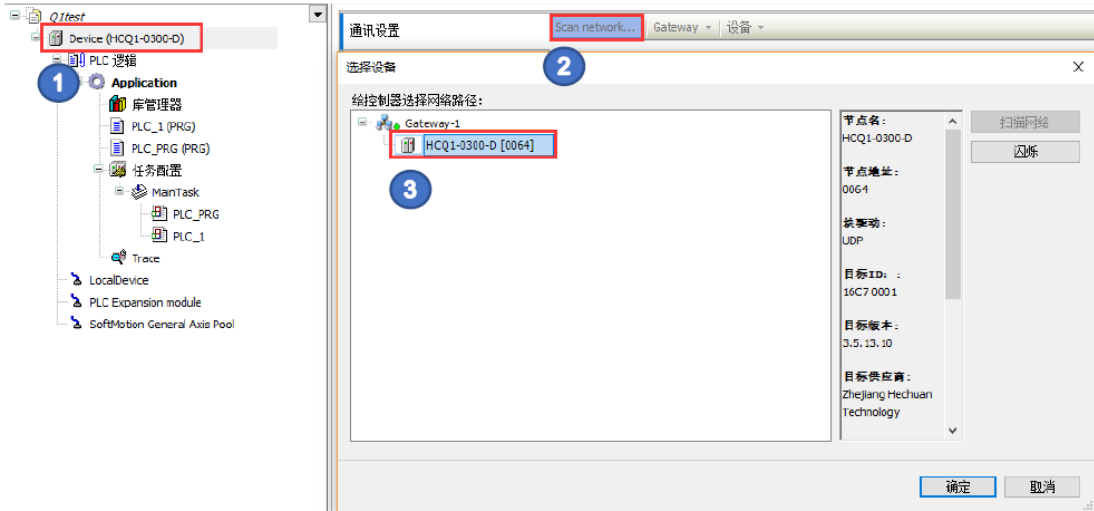 Q1test
Device (HCQ1-0300-D)
PLC 逻辑
1
Application
库管理器
PLC_1 (PRG)
PLC_PRG (PRG)
任务配置
MainTask
PLC_PRG
PLC_1
Trace
LocalDevice
PLC Expansion module
SoftMotion General Axis Pool
通讯设置
Scan network...
Gateway
设备
2
选择设备
给控制器选择网络路径:
Gateway-1
HCQ1-0300-D [0064]
3
节点名:
HCQ1-0300-D
节点地址:
0064
块驱动:
UDP
目标ID: :
16C7 0001
目标版本:
3.5.13.10
目标供应商:
Zhejiang Hechuan
Technology
扫描网络
闪烁
确定
取消